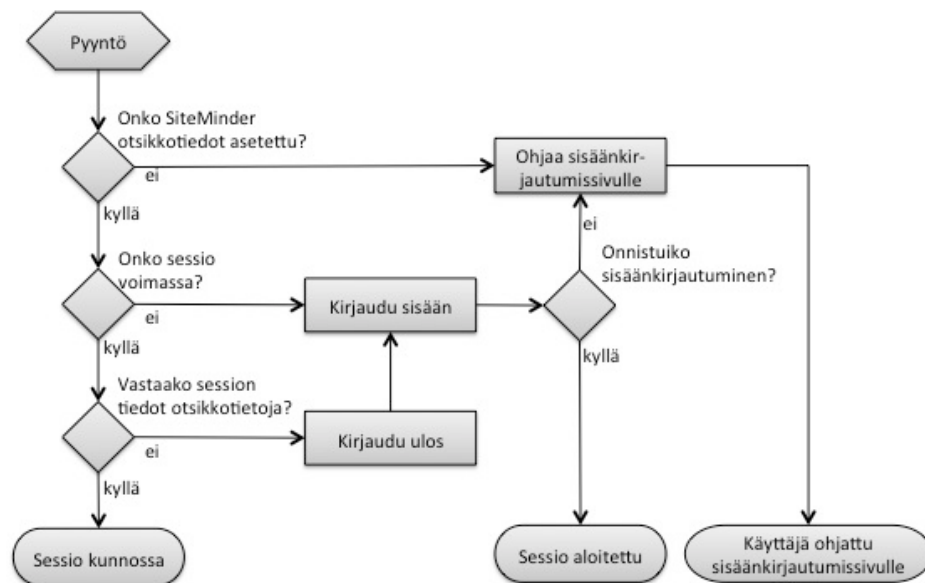 Pyyntö
Onko SiteMinder
otsikkotiedot asetettu?
ei
kyllä
Ohjaa sisäänkir-
jautumissivulle
ei
Onnistuiko
sisäänkirjautuminen?
kyllä
Onko sessio
voimassa?
ei
kyllä
Kirjaudu sisään
Vastaako session
tiedot otsikkotietoja?
ei
kyllä
Kirjaudu ulos
Sessio kunnossa
Sessio aloitettu
Käyttäjä ohjattu
sisäänkirjautumissivulle